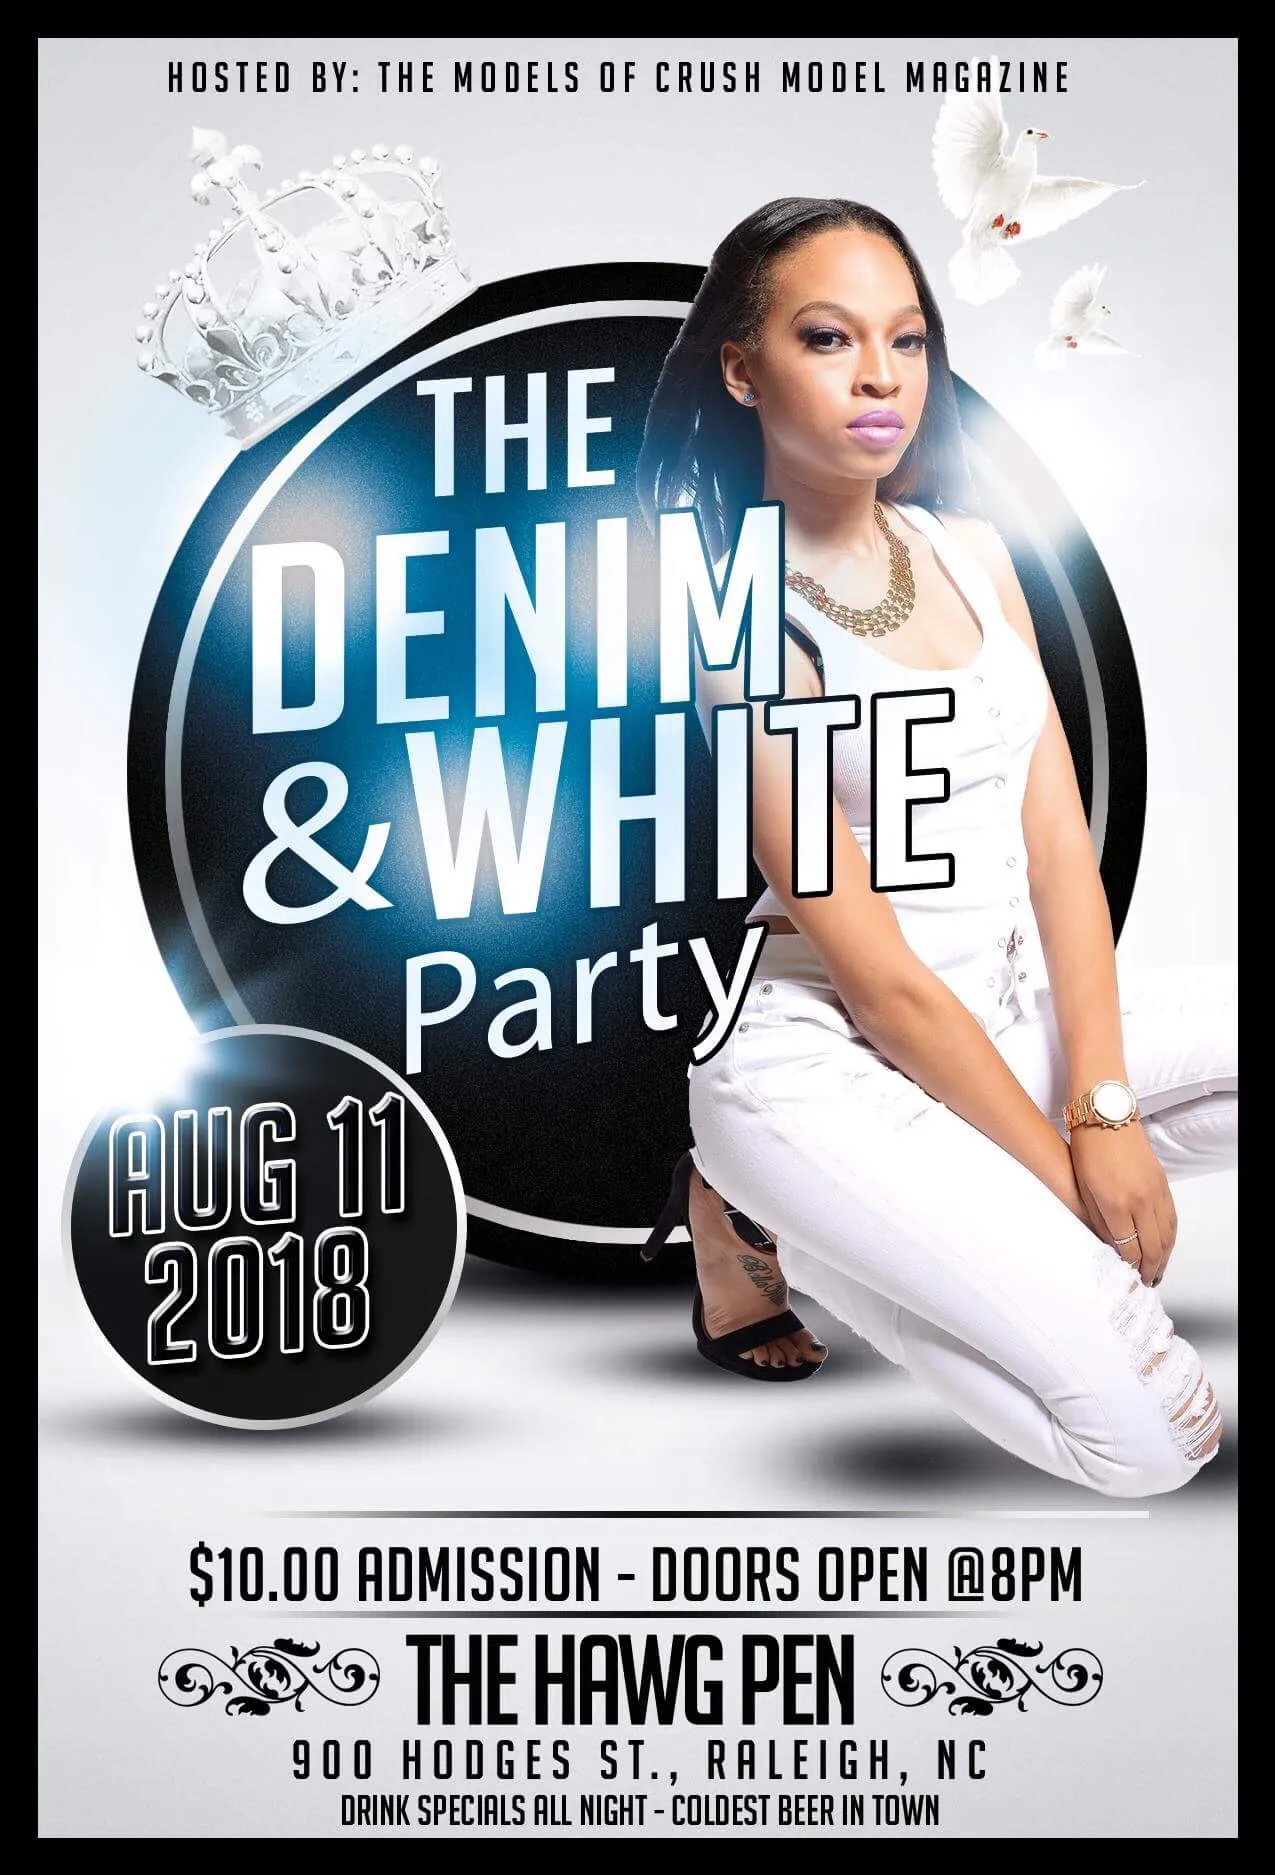 HOSTED BY: THE MODELS OF CRUSH MODEL MAGAZINE
THE
DENIM
& WHITE
Party
AUG 11
2018
$10.00 ADMISSION - DOORS OPEN @8PM
THE HAWG PEN
900 HODGES ST., RALEIGH, NC
DRINK SPECIALS ALL NIGHT - COLDEST BEER IN TOWN